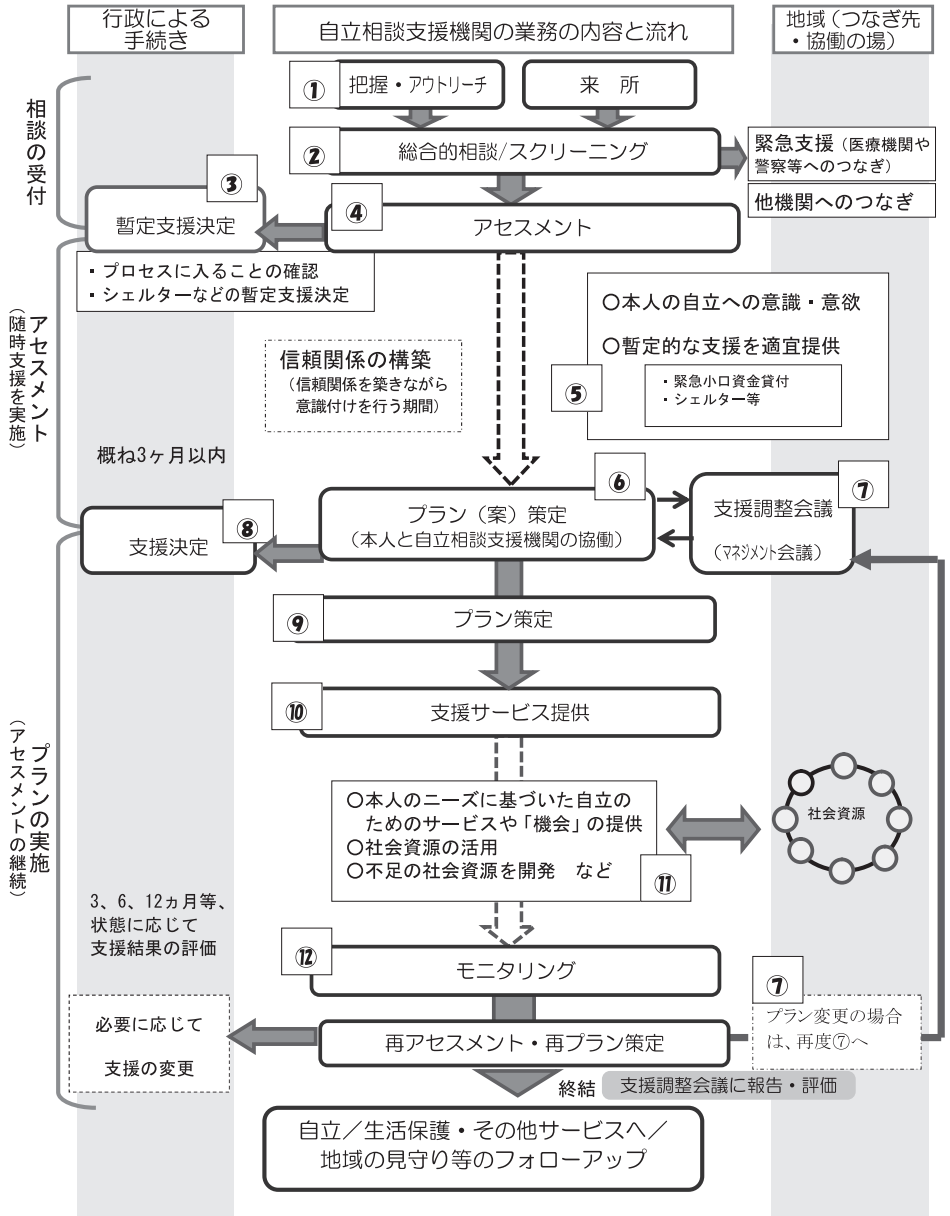 行政による
手続き
自立相談支援機関の業務の内容と流れ
地域（つなぎ先
・協働の場）
相談の受付
① 把握・アウトリーチ
来　所
② 総合的相談/スクリーニング
緊急支援（医療機関や
警察等へのつなぎ）
他機関へのつなぎ
③
暫定支援決定
④ アセスメント
・プロセスに入ることの確認
・シェルターなどの暫定支援決定
アセスメント
（随時支援を実施）
信頼関係の構築
（信頼関係を築きながら
意識付けを行う期間）
⑤
○本人の自立への意識・意欲
○暫定的な支援を適宜提供
・緊急小口資金貸付
・シェルター等
概ね3ヶ月以内
⑥
プラン（案）策定
（本人と自立相談支援機関の協働）
⑦
支援調整会議
（マネジメント会議）
⑧
支援決定
⑨ プラン策定
⑩ 支援サービス提供
プランの実施
（アセスメントの継続）
○本人のニーズに基づいた自立の
ためのサービスや「機会」の提供
○社会資源の活用
○不足の社会資源を開発　など
⑪
社会資源
3、6、12ヵ月等、
状態に応じて
支援結果の評価
⑫ モニタリング
必要に応じて
支援の変更
再アセスメント・再プラン策定
⑦
プラン変更の場合
は、再度⑦へ
終結
支援調整会議に報告・評価
自立／生活保護・その他サービスへ／
地域の見守り等のフォローアップ